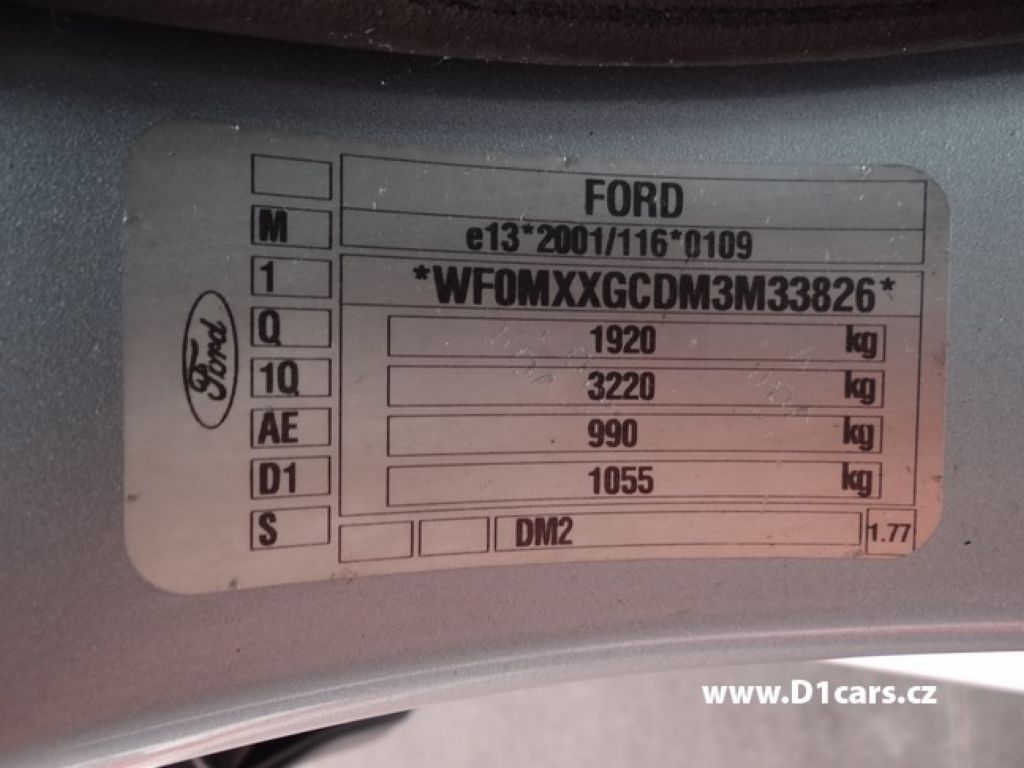 FORD
M e13*2001/116*0109
1 *WF0MXXGCDM3M33826*
Q 1920 kg
1Q 3220 kg
AE 990 kg
D1 1055 kg
S DM2 1.77
Ford
www.D1cars.cz